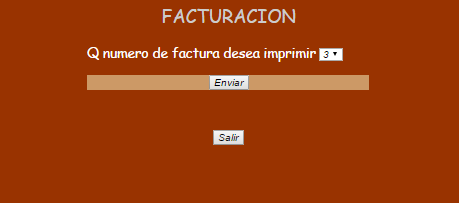 FACTURACION
Q numero de factura desea imprimir 3
Enviar
Salir